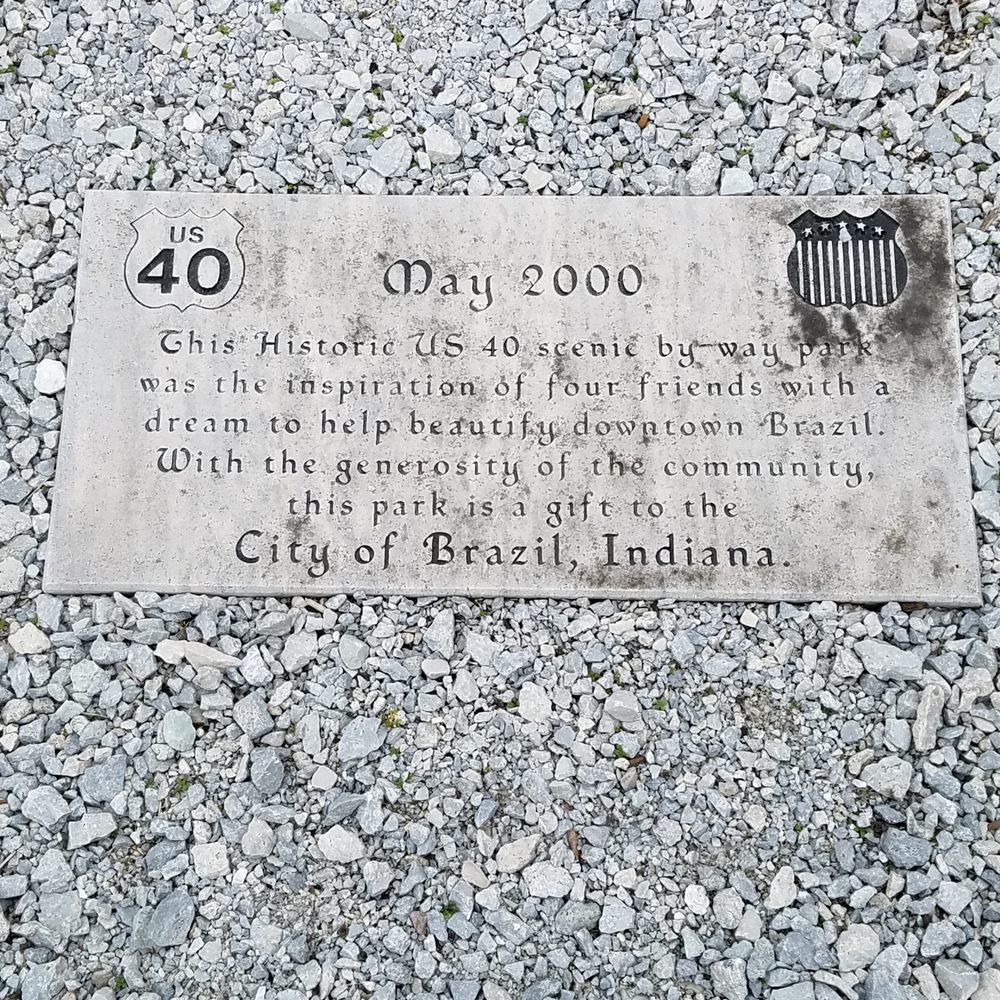 US
40
May 2000
This Historic US 40 scenic by-way park
was the inspiration of four friends with a
dream to help beautify downtown Brazil.
With the generosity of the community,
this park is a gift to the
City of Brazil, Indiana.